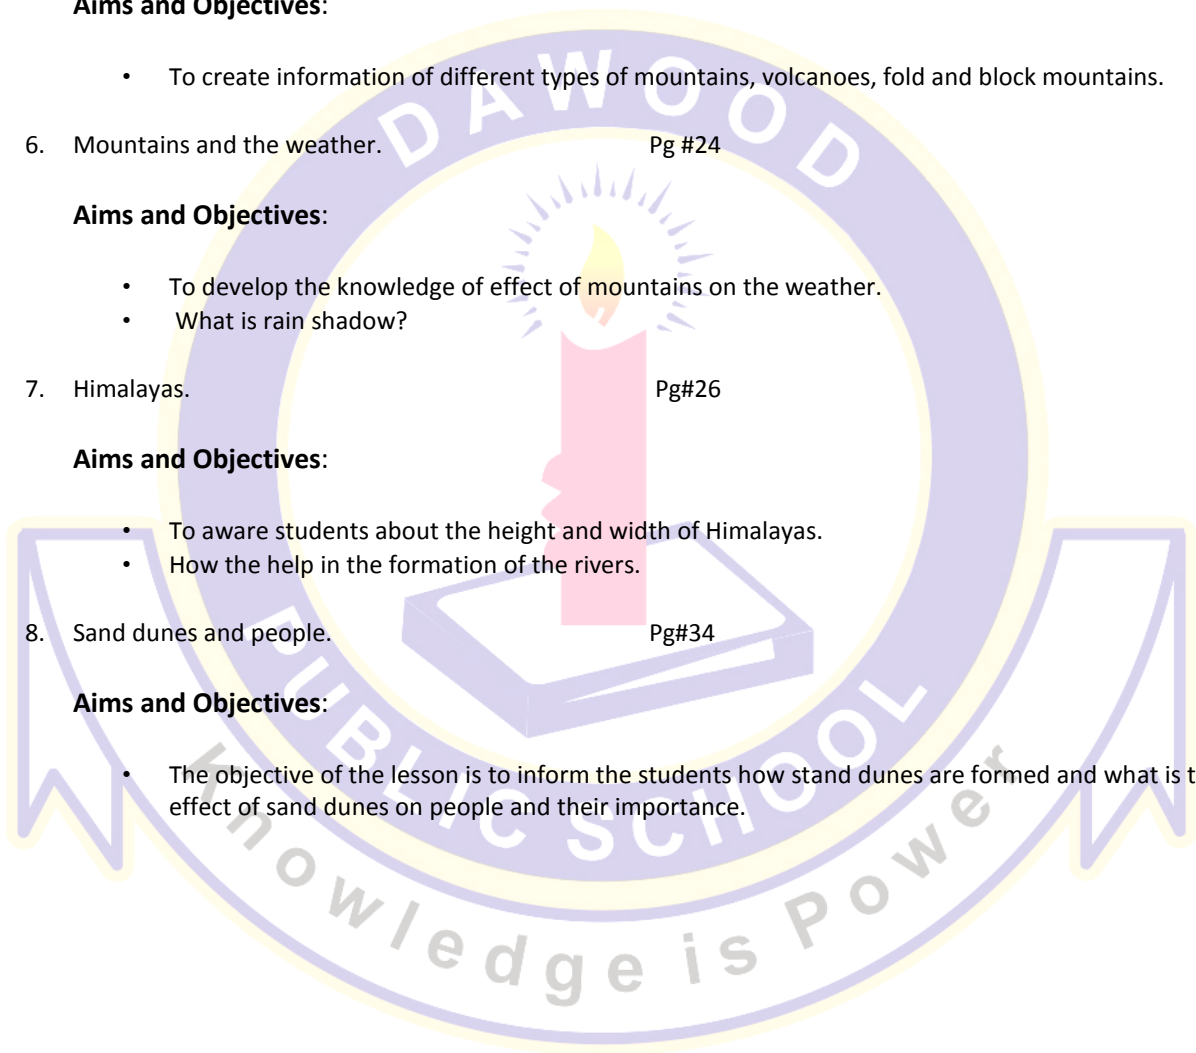 Aims and Objectives:
• To create information of different types of mountains, volcanoes, fold and block mountains.
6. Mountains and the weather. Pg #24
Aims and Objectives:
• To develop the knowledge of effect of mountains on the weather.
• What is rain shadow?
7. Himalayas. Pg#26
Aims and Objectives:
• To aware students about the height and width of Himalayas.
• How the help in the formation of the rivers.
8. Sand dunes and people. Pg#34
Aims and Objectives:
• The objective of the lesson is to inform the students how stand dunes are formed and what is t
effect of sand dunes on people and their importance.
DAWOOD
PUBLIC SCHOOL
Knowledge is Power